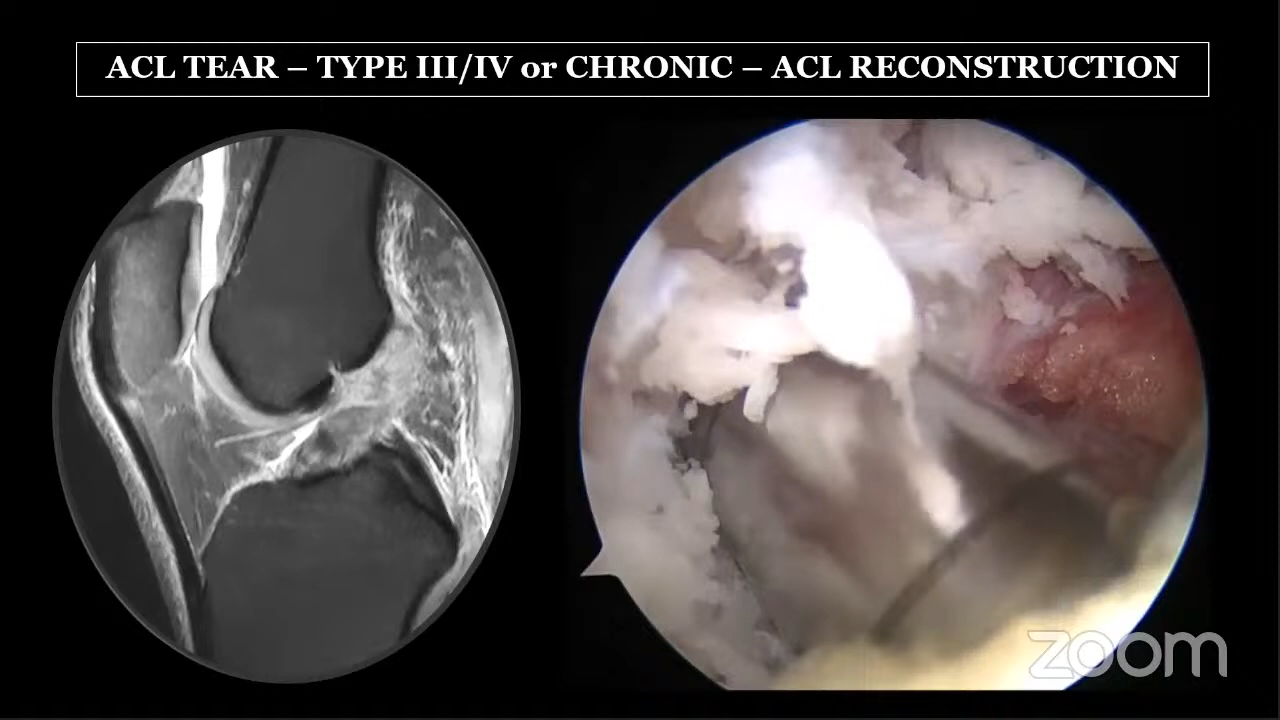 ACL TEAR – TYPE III/IV or CHRONIC – ACL RECONSTRUCTION
zoom